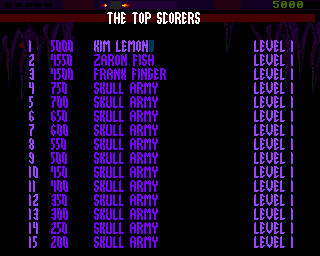 5000
THE TOP SCORERS
1 5000 KIM LEMON LEVEL 1
2 4550 ZARON FISH LEVEL 1
3 4500 FRANK FINDER LEVEL 1
4 750 SKULL ARMY LEVEL 1
5 700 SKULL ARMY LEVEL 1
6 650 SKULL ARMY LEVEL 1
7 600 SKULL ARMY LEVEL 1
8 550 SKULL ARMY LEVEL 1
9 500 SKULL ARMY LEVEL 1
10 450 SKULL ARMY LEVEL 1
11 400 SKULL ARMY LEVEL 1
12 350 SKULL ARMY LEVEL 1
13 300 SKULL ARMY LEVEL 1
14 250 SKULL ARMY LEVEL 1
15 200 SKULL ARMY LEVEL 1